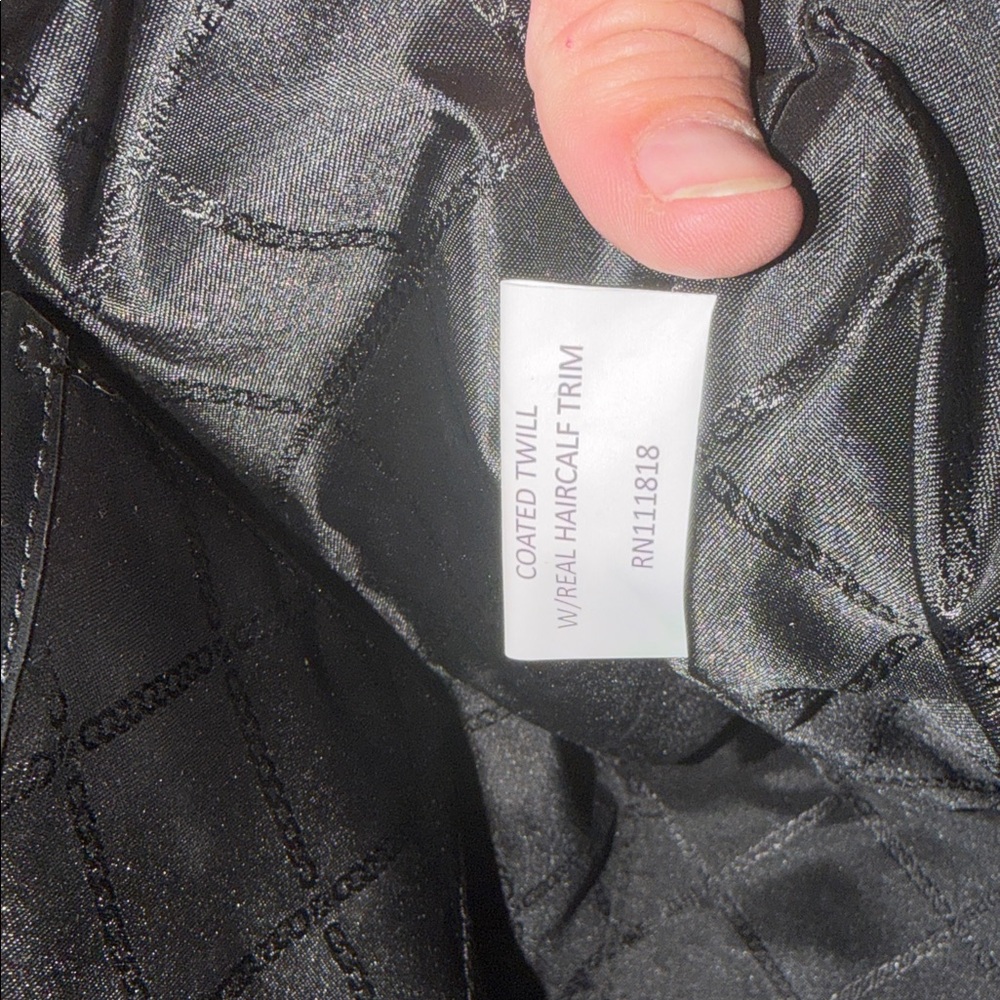 COATED TWILL
W/REAL HAIRCALF TRIM
RN111818